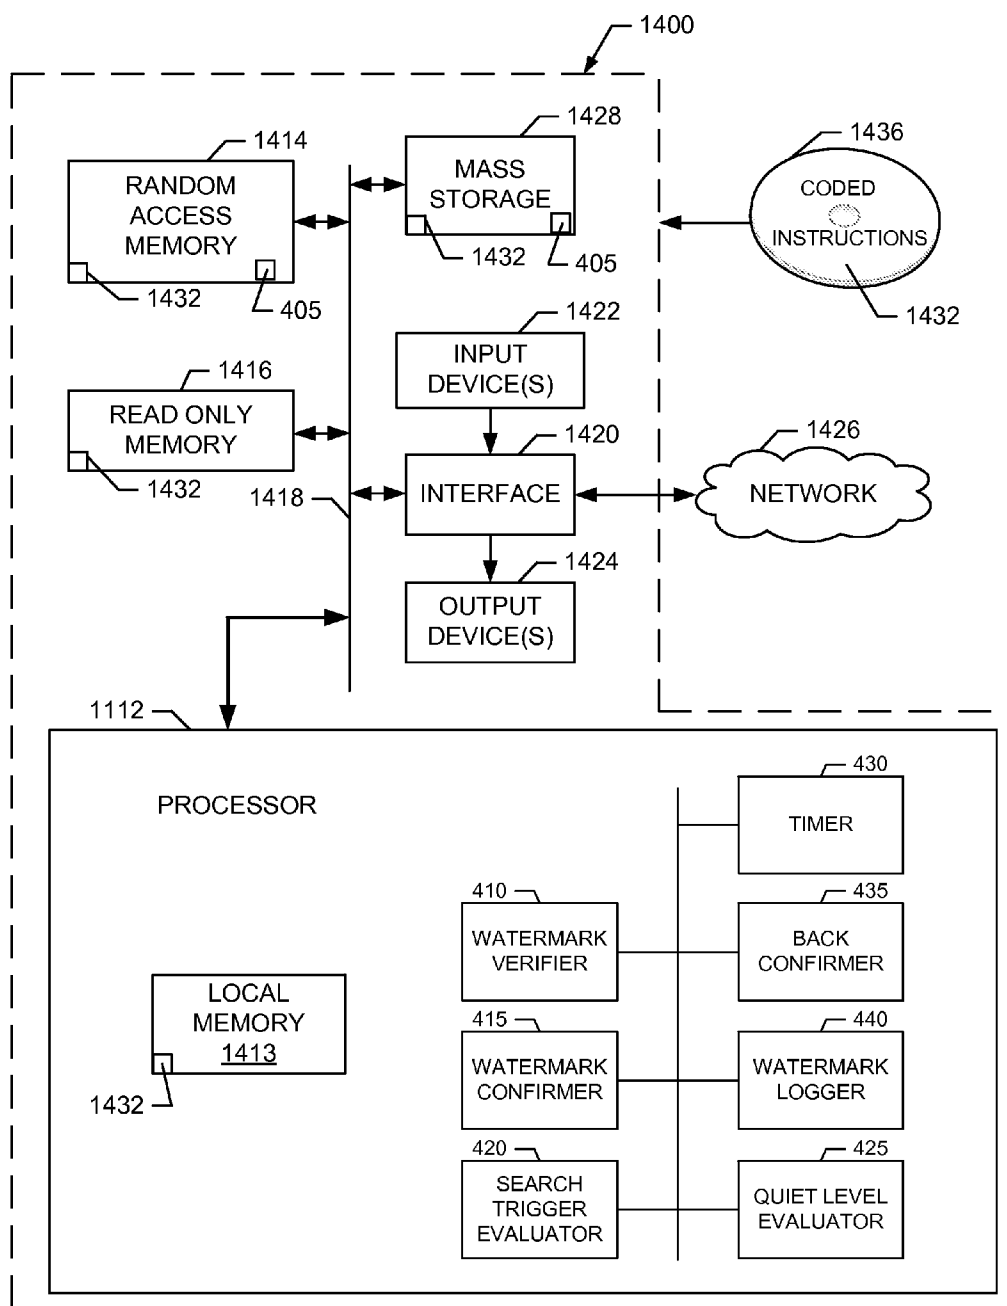 1400
1414
RANDOM
ACCESS
MEMORY
1432
405
1428
MASS
STORAGE
1432
405
1436
CODED
INSTRUCTIONS
1432
1422
INPUT
DEVICE(S)
1416
READ ONLY
MEMORY
1432
1418
1420
INTERFACE
1426
NETWORK
1424
OUTPUT
DEVICE(S)
1112
PROCESSOR
LOCAL
MEMORY
1413
1432
430
TIMER
410
WATERMARK
VERIFIER
435
BACK
CONFIRMER
415
WATERMARK
CONFIRMER
440
WATERMARK
LOGGER
420
SEARCH
TRIGGER
EVALUATOR
425
QUIET LEVEL
EVALUATOR